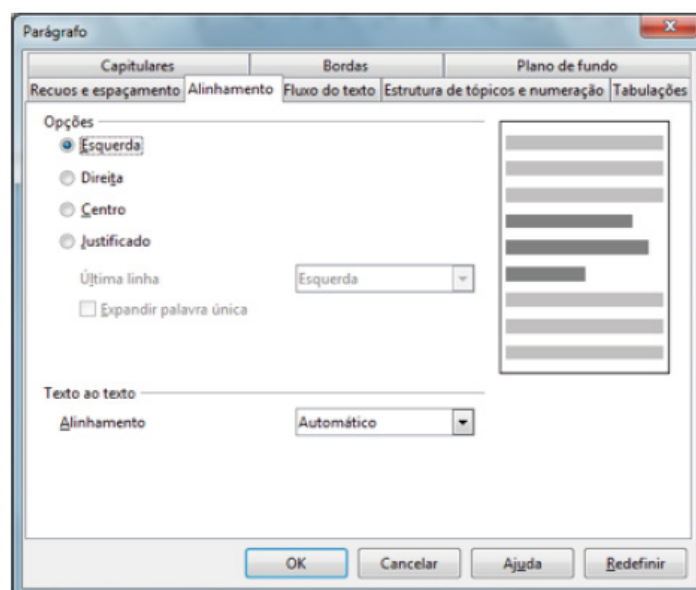 Parágrafo
Capitulares Bordas Plano de fundo
Recuos e espaçamento Alinhamento Fluxo do texto Estrutura de tópicos e numeração Tabulações
Opções
Esquerda
Direita
Centro
Justificado
Última linha Esquerda
Expandir palavra única
Texto ao texto
Alinhamento Automático
OK Cancelar Ajuda Redefinir